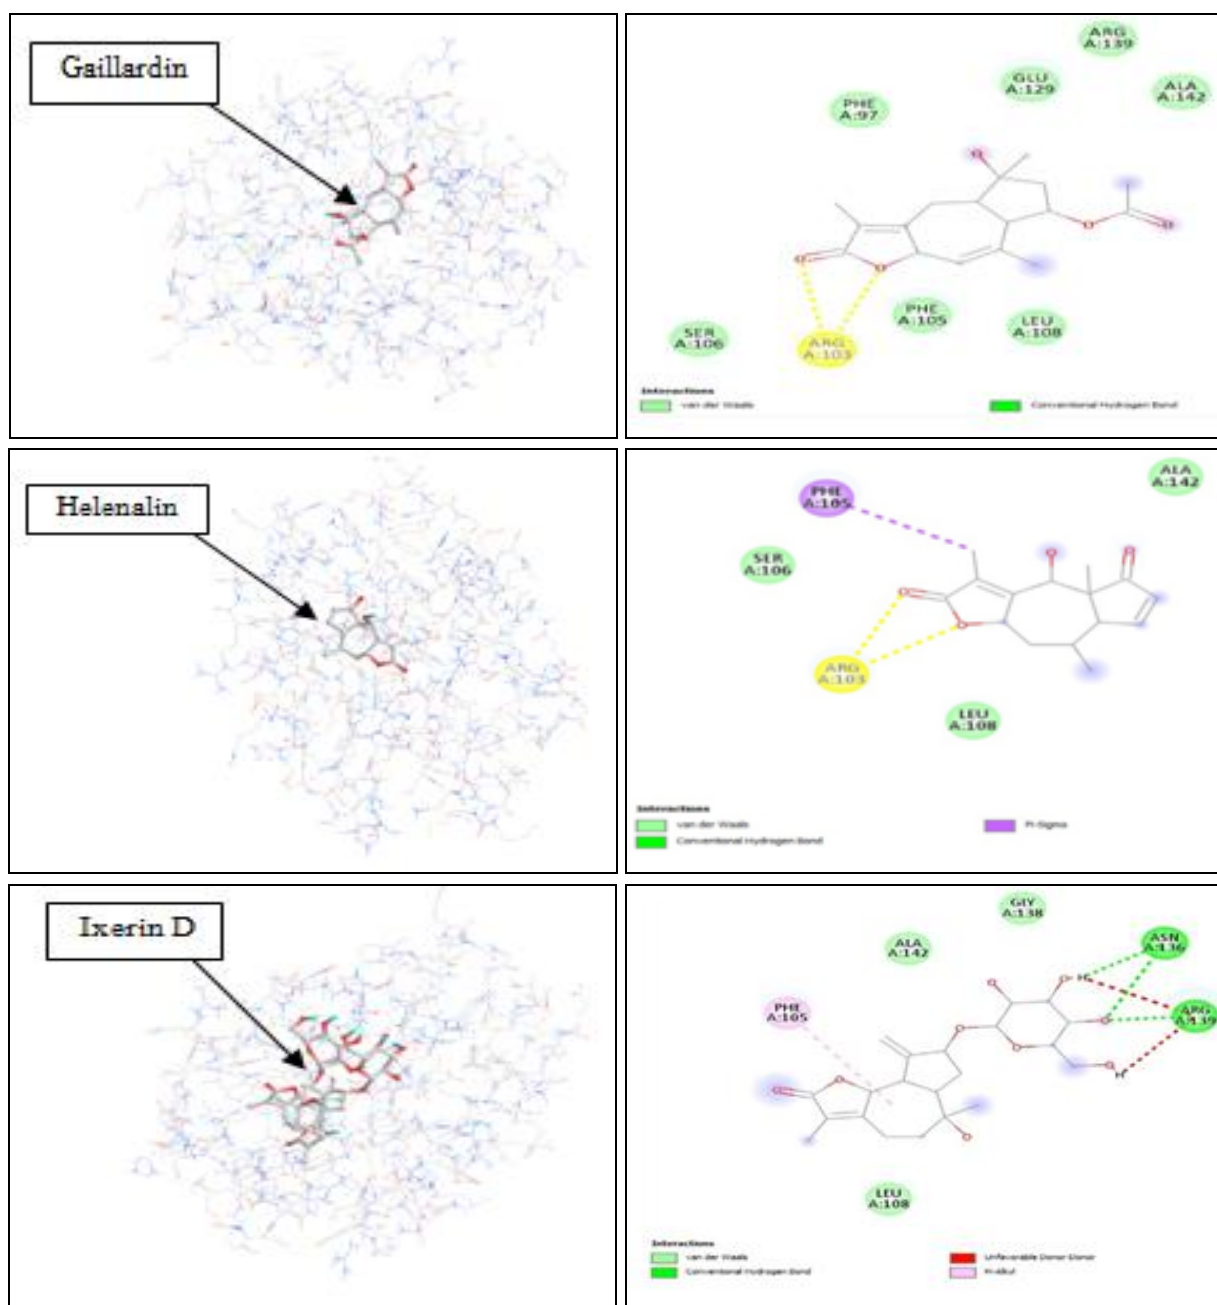 Gaillardin
ARG
A:139
GLU
A:129
ALA
A:142
PHE
A:97
O
O
O
O
O
PHE
A:105
LEU
A:108
SER
A:106
ARG
A:103
Interactions
van der Waals
Conventional Hydrogen Bond
Helenalin
ALA
A:142
PHE
A:105
SER
A:106
O
O
O
O
ARG
A:103
LEU
A:108
Interactions
van der Waals
Conventional Hydrogen Bond
Pi-Sigma
Ixerin D
GLY
A:138
ASN
A:136
ALA
A:142
PHE
A:105
ARG
A:139
O
O
H
O
O
O
O
H
O
O
O
LEU
A:108
Interactions
van der Waals
Conventional Hydrogen Bond
Unfavorable Donor-Donor
Pi-Alkyl